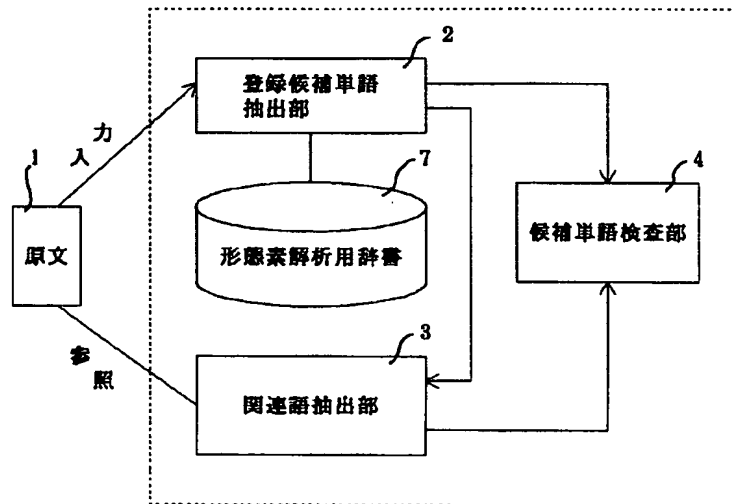 2
登録候補単語
抽出部
入力
1
7
4
原文
形態素解析用辞書
候補単語検査部
参照
3
関連語抽出部